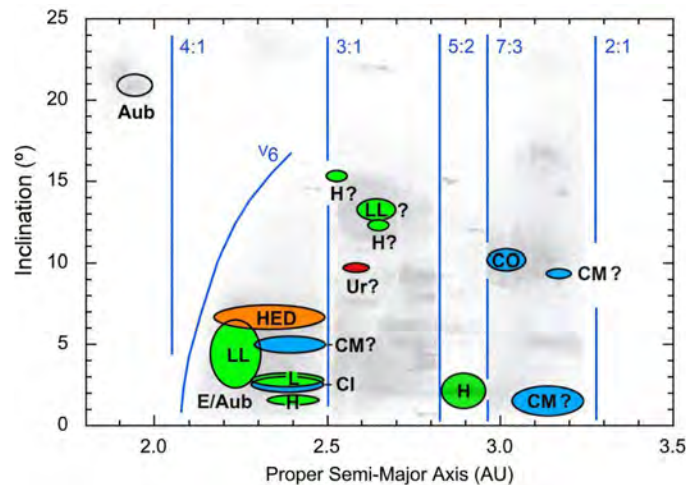 25
20
15
10
5
0
Inclination (º)
4:1
3:1
5:2
7:3
2:1
Aub
ν6
H?
LL ?
H?
Ur?
CO
CM ?
HED
LL
CM?
L
CI
E/Aub
H
H
CM ?
2.0
2.5
3.0
3.5
Proper Semi-Major Axis (AU)